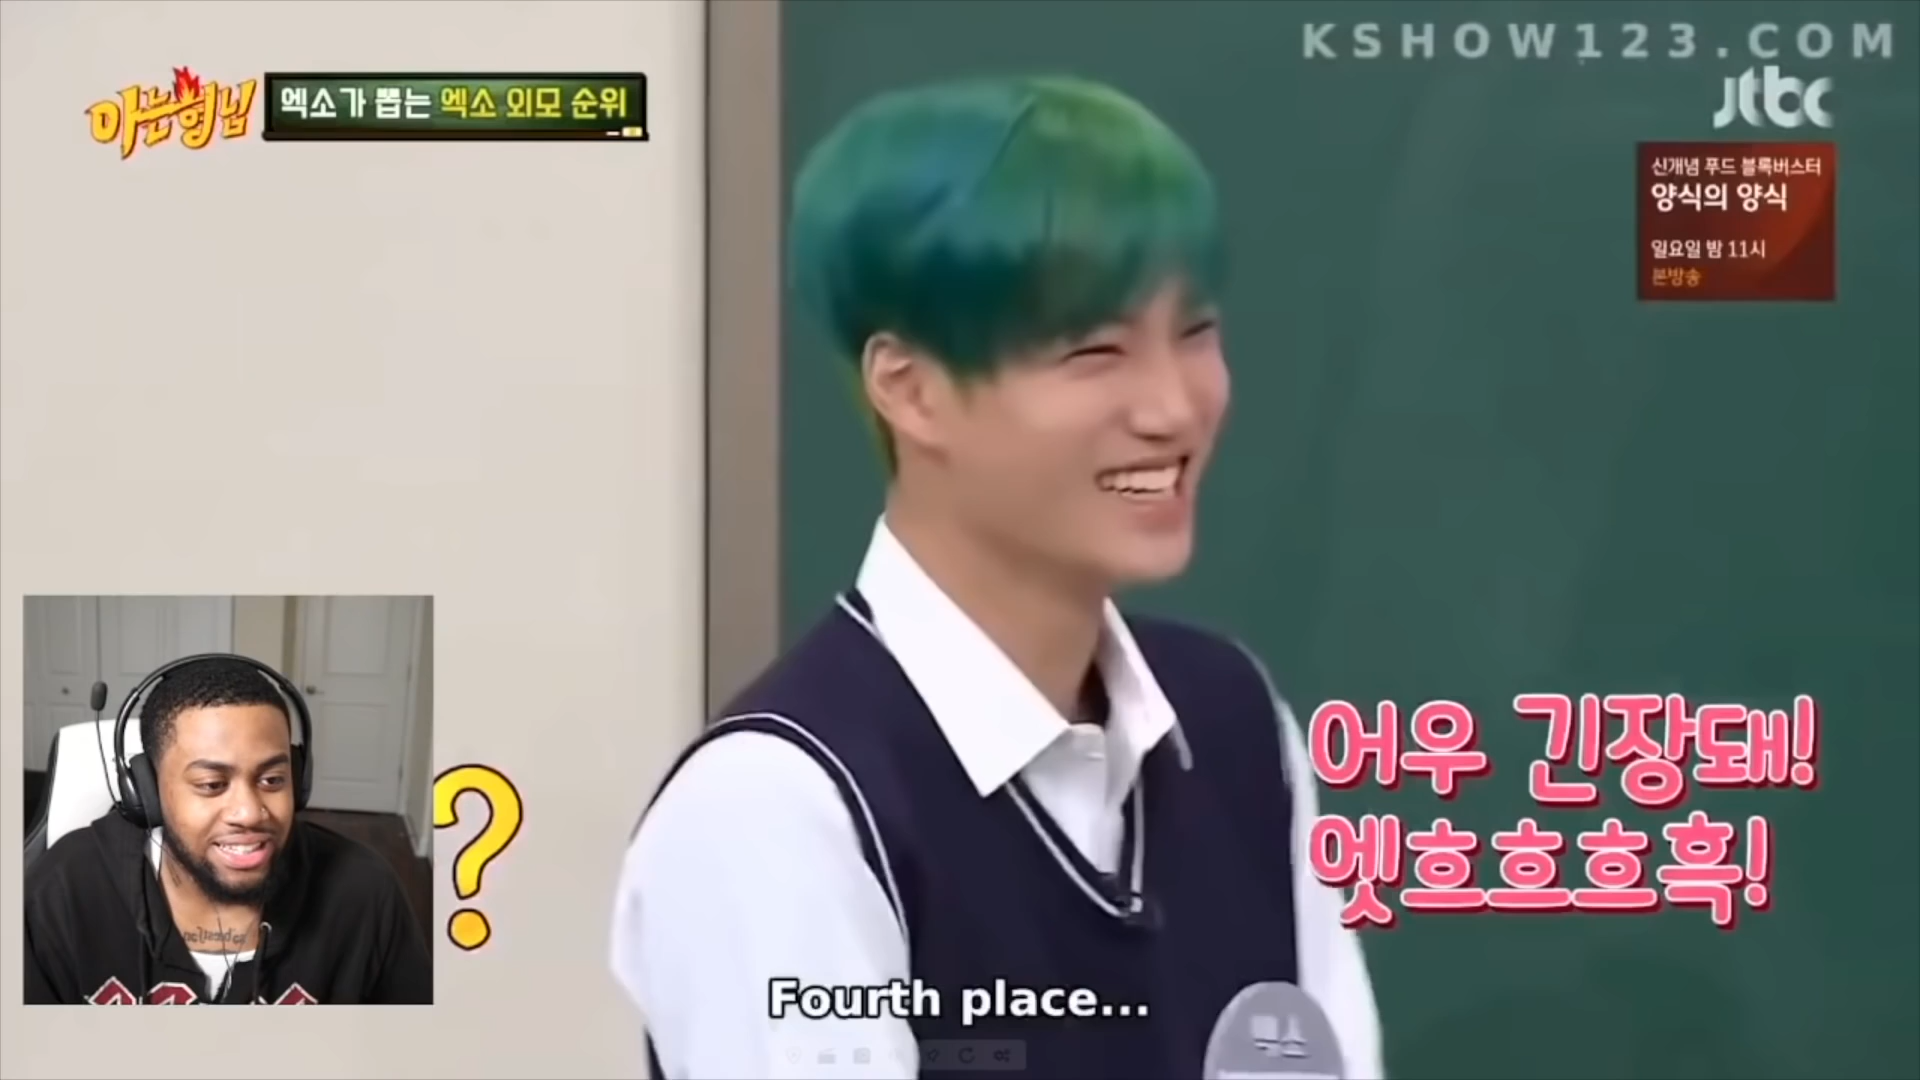 KSHOW123.COM
아는형님
엑소가 뽑는 엑소 외모 순위
jtbc
신개념 푸드 블록버스터
양식의 양식
일요일 밤 11시
본방송
어우 긴장돼!
엣흐흐흐흑!
?
Fourth place...
엑소